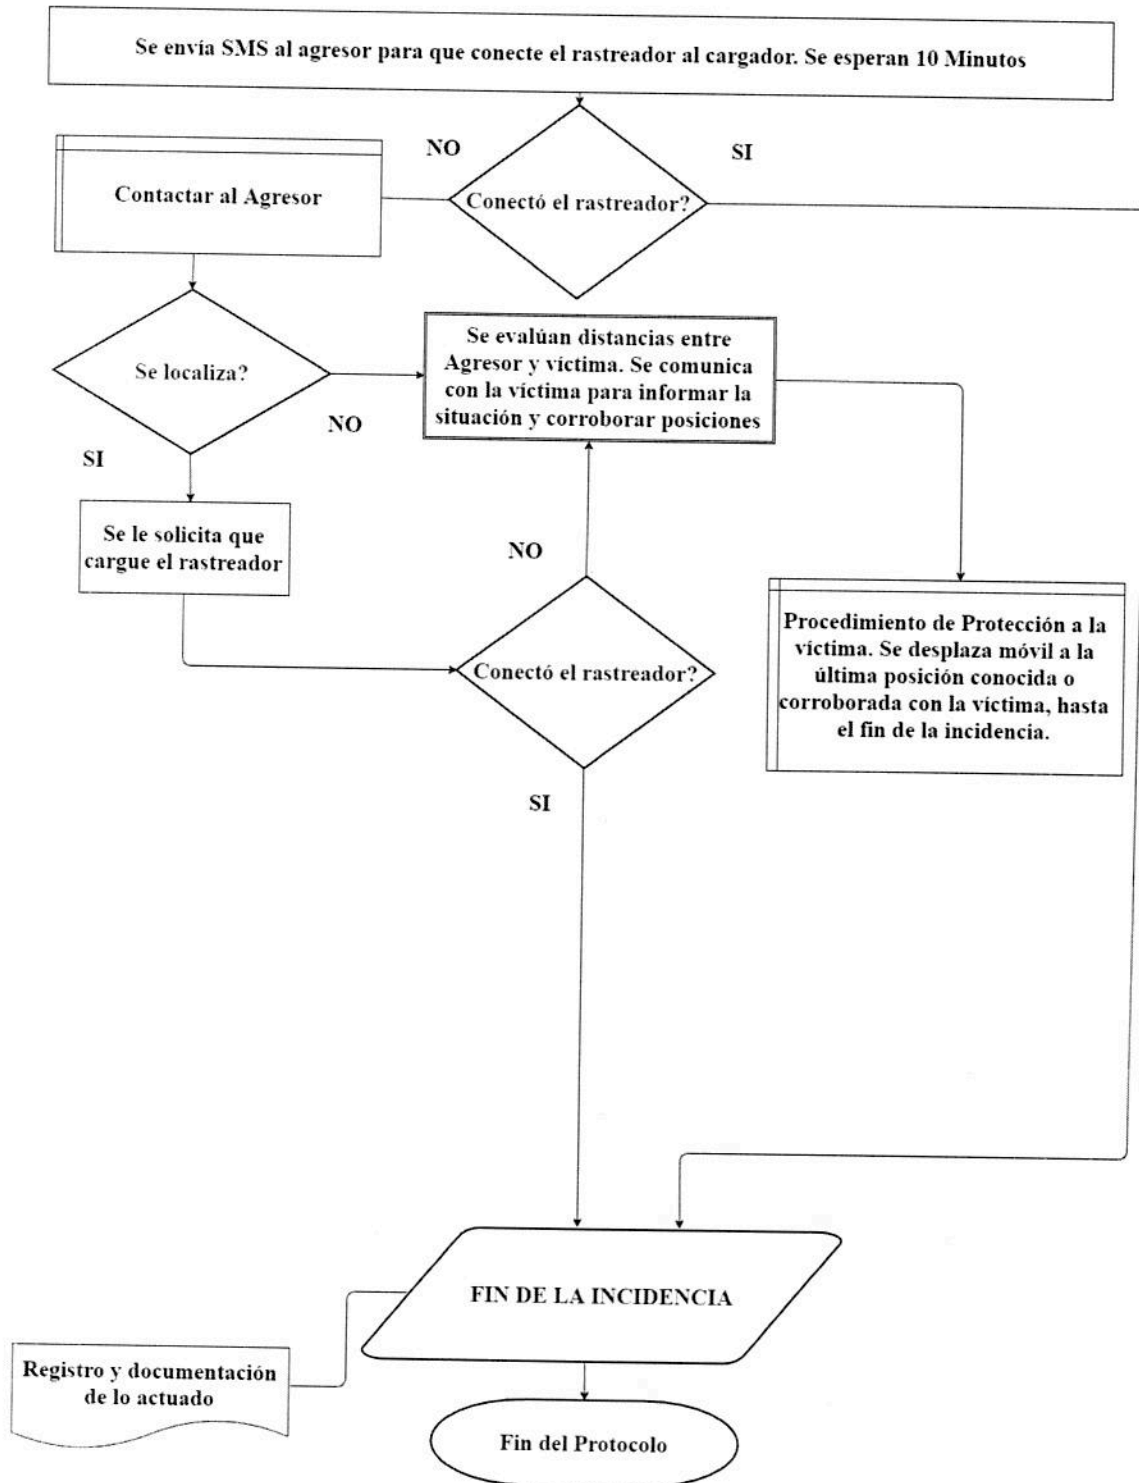 Se envía SMS al agresor para que conecte el rastreador al cargador. Se esperan 10 Minutos
NO
SI
Contactar al Agresor
Conectó el rastreador?
Se localiza?
Se evalúan distancias entre
Agresor y víctima. Se comunica
con la víctima para informar la
situación y corroborar posiciones
NO
SI
Se le solicita que
cargue el rastreador
NO
Conectó el rastreador?
Procedimiento de Protección a la
víctima. Se desplaza móvil a la
última posición conocida o
corroborada con la víctima, hasta
el fin de la incidencia.
SI
FIN DE LA INCIDENCIA
Registro y documentación
de lo actuado
Fin del Protocolo